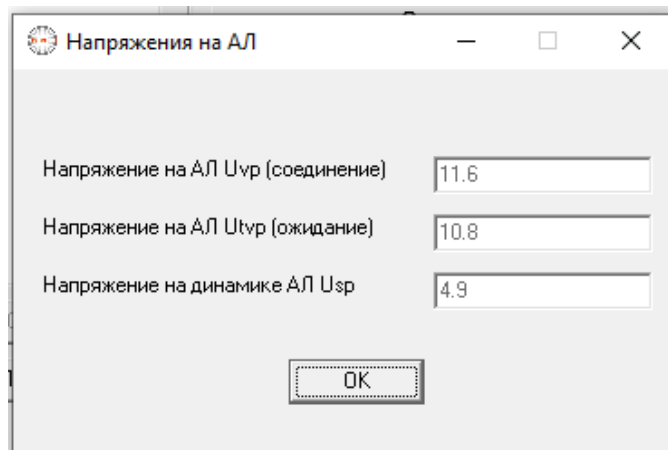 Напряжения на АЛ
Напряжение на АЛ Uvp (соединение) 11.6
Напряжение на АЛ Utvp (ожидание) 10.8
Напряжение на динамике АЛ Usp 4.9
OK